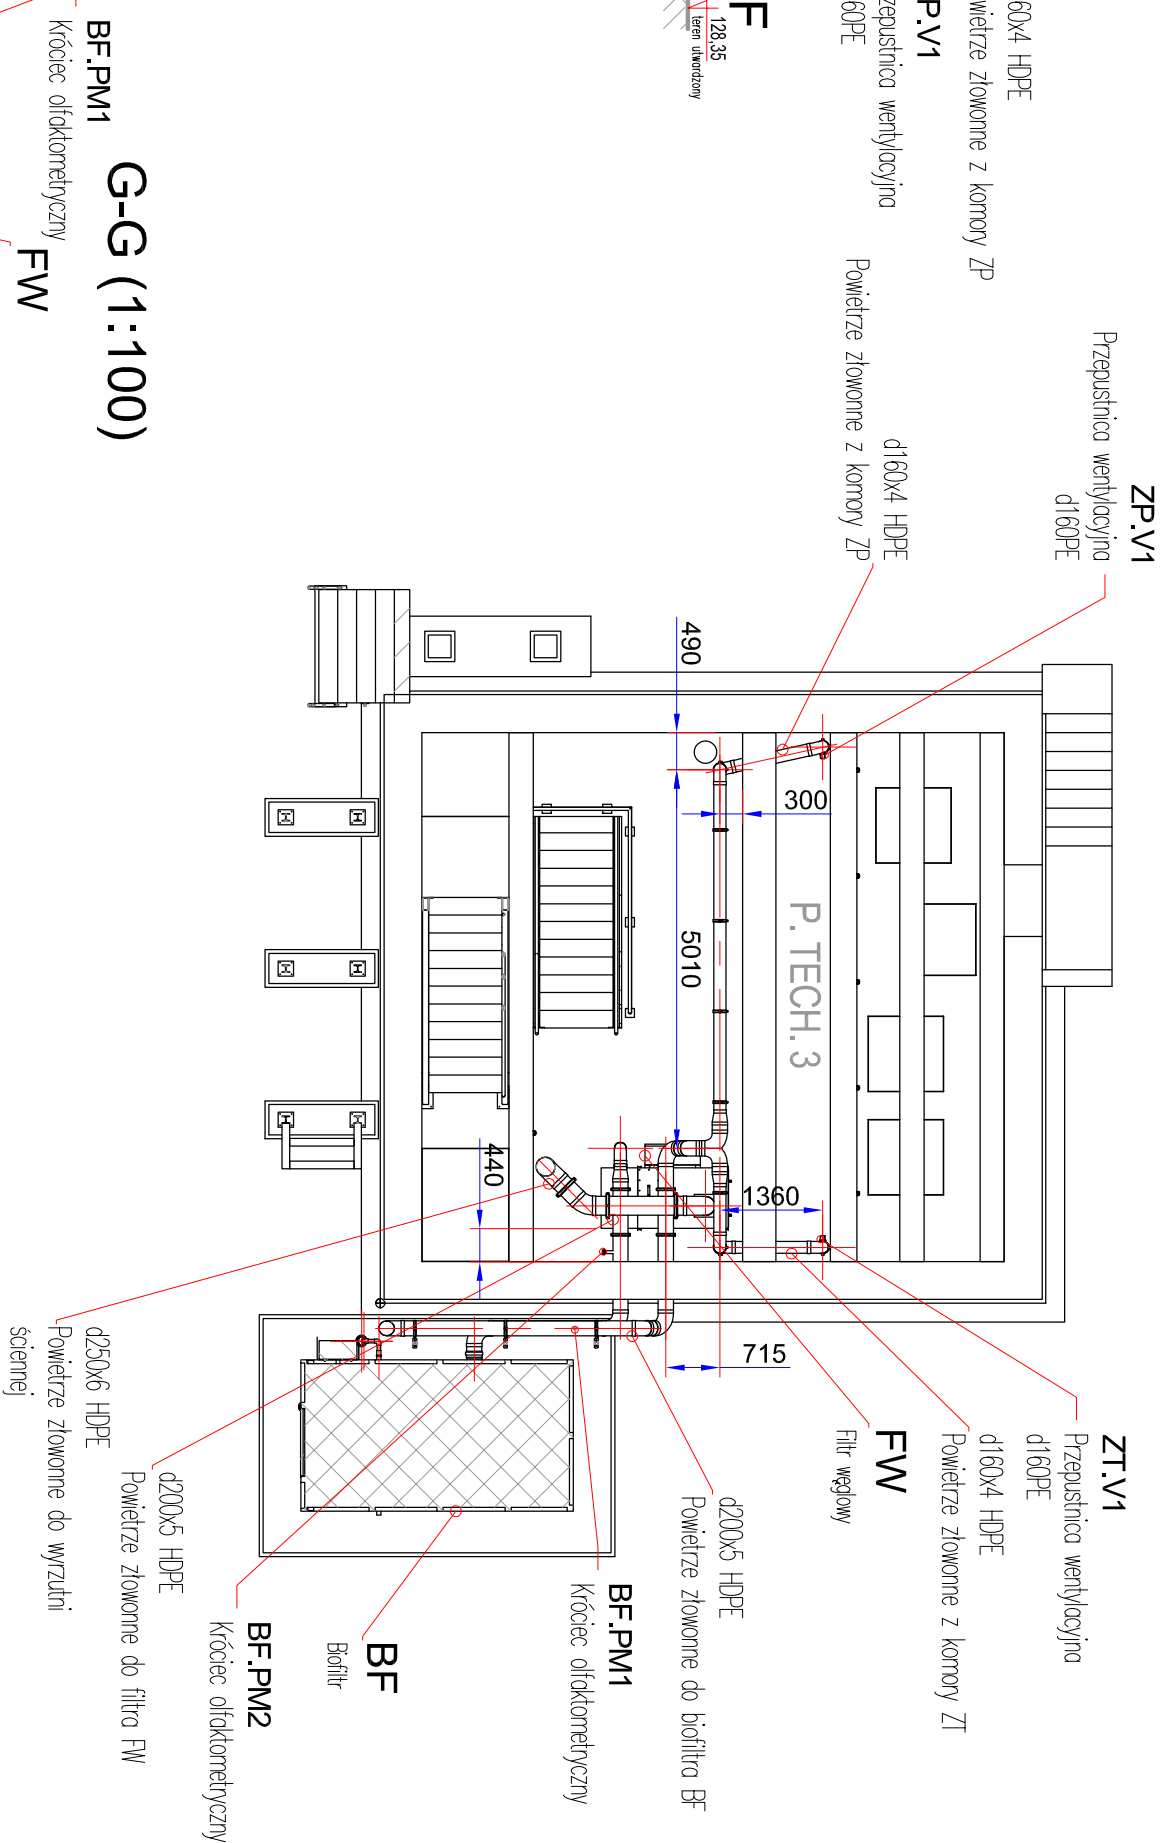 60x4 HDPE
wietrze złowonne z komory ZP
P.V1
zepustnica wentylacyjna
60PE
F
128,35
teren utwardzony
ZP.V1
Przepustnica wentylacyjna
d160PE
d160x4 HDPE
Powietrze złowonne z komory ZP
BF.PM1
Króciec olfaktometryczny
FW
G-G (1:100)
490
300
5010
P. TECH. 3
440
1360
715
ZT.V1
Przepustnica wentylacyjna
d160PE
d160x4 HDPE
Powietrze złowonne z komory ZT
FW
Filtr węglowy
d200x5 HDPE
Powietrze złowonne do biofiltra BF
BF.PM1
Króciec olfaktometryczny
BF
Biofiltr
BF.PM2
Króciec olfaktometryczny
d200x5 HDPE
Powietrze złowonne do filtra FW
d250x6 HDPE
Powietrze złowonne do wyrzutni
ściennej